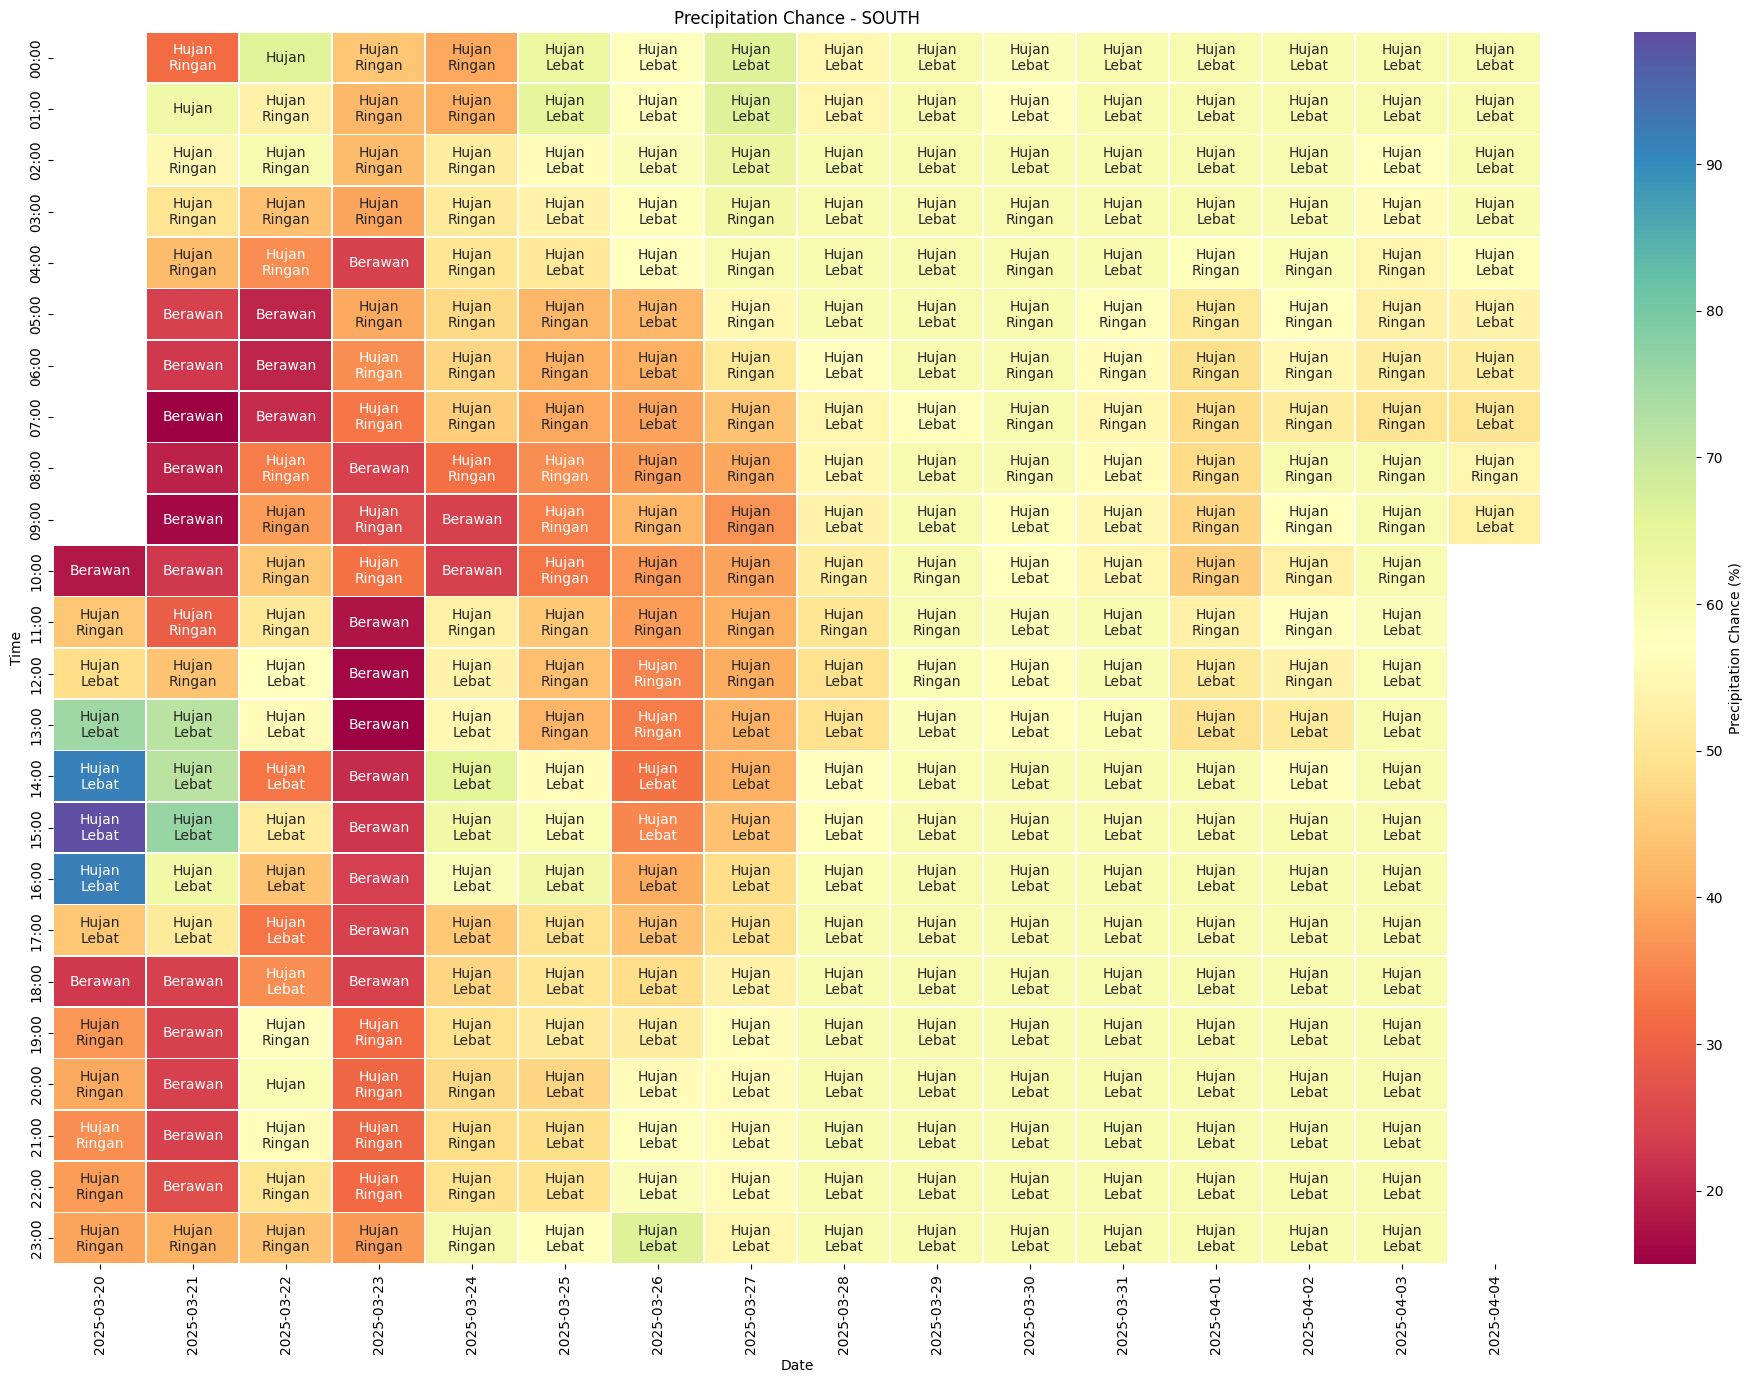 Precipitation Chance - SOUTH
00:00 Hujan Ringan Hujan Hujan Ringan Hujan Ringan Hujan Lebat Hujan Lebat Hujan Lebat Hujan Lebat Hujan Lebat Hujan Lebat Hujan Lebat Hujan Lebat Hujan Lebat Hujan Lebat Hujan Lebat
01:00 Hujan Hujan Ringan Hujan Ringan Hujan Ringan Hujan Lebat Hujan Lebat Hujan Lebat Hujan Lebat Hujan Lebat Hujan Lebat Hujan Lebat Hujan Lebat Hujan Lebat Hujan Lebat Hujan Lebat
02:00 Hujan Ringan Hujan Ringan Hujan Ringan Hujan Ringan Hujan Lebat Hujan Lebat Hujan Lebat Hujan Lebat Hujan Lebat Hujan Lebat Hujan Lebat Hujan Lebat Hujan Lebat Hujan Lebat Hujan Lebat
03:00 Hujan Ringan Hujan Ringan Hujan Ringan Hujan Ringan Hujan Lebat Hujan Lebat Hujan Ringan Hujan Lebat Hujan Lebat Hujan Ringan Hujan Lebat Hujan Lebat Hujan Lebat Hujan Lebat Hujan Lebat
04:00 Hujan Ringan Hujan Ringan Berawan Hujan Ringan Hujan Lebat Hujan Lebat Hujan Ringan Hujan Lebat Hujan Lebat Hujan Ringan Hujan Lebat Hujan Ringan Hujan Ringan Hujan Ringan Hujan Lebat
05:00 Berawan Berawan Hujan Ringan Hujan Ringan Hujan Ringan Hujan Lebat Hujan Ringan Hujan Lebat Hujan Lebat Hujan Ringan Hujan Ringan Hujan Ringan Hujan Ringan Hujan Ringan Hujan Lebat
06:00 Berawan Berawan Hujan Ringan Hujan Ringan Hujan Ringan Hujan Lebat Hujan Ringan Hujan Lebat Hujan Lebat Hujan Ringan Hujan Ringan Hujan Ringan Hujan Ringan Hujan Ringan Hujan Lebat
07:00 Berawan Berawan Hujan Ringan Hujan Ringan Hujan Ringan Hujan Lebat Hujan Ringan Hujan Lebat Hujan Lebat Hujan Ringan Hujan Ringan Hujan Ringan Hujan Ringan Hujan Ringan Hujan Lebat
08:00 Berawan Hujan Ringan Berawan Hujan Ringan Hujan Ringan Hujan Ringan Hujan Ringan Hujan Lebat Hujan Lebat Hujan Ringan Hujan Lebat Hujan Ringan Hujan Ringan Hujan Ringan Hujan Ringan
09:00 Berawan Hujan Ringan Hujan Ringan Berawan Hujan Ringan Hujan Ringan Hujan Ringan Hujan Lebat Hujan Lebat Hujan Lebat Hujan Lebat Hujan Ringan Hujan Ringan Hujan Ringan Hujan Lebat
10:00 Berawan Berawan Hujan Ringan Hujan Ringan Berawan Hujan Ringan Hujan Ringan Hujan Ringan Hujan Ringan Hujan Ringan Hujan Lebat Hujan Lebat Hujan Ringan Hujan Ringan Hujan Ringan
11:00 Hujan Ringan Hujan Ringan Hujan Ringan Berawan Hujan Ringan Hujan Ringan Hujan Ringan Hujan Ringan Hujan Ringan Hujan Ringan Hujan Lebat Hujan Lebat Hujan Ringan Hujan Ringan Hujan Lebat
12:00 Hujan Lebat Hujan Ringan Hujan Lebat Berawan Hujan Lebat Hujan Ringan Hujan Ringan Hujan Ringan Hujan Lebat Hujan Ringan Hujan Lebat Hujan Lebat Hujan Lebat Hujan Ringan Hujan Lebat
13:00 Hujan Lebat Hujan Lebat Hujan Lebat Berawan Hujan Lebat Hujan Ringan Hujan Ringan Hujan Lebat Hujan Lebat Hujan Lebat Hujan Lebat Hujan Lebat Hujan Lebat Hujan Lebat Hujan Lebat
14:00 Hujan Lebat Hujan Lebat Hujan Lebat Berawan Hujan Lebat Hujan Lebat Hujan Lebat Hujan Lebat Hujan Lebat Hujan Lebat Hujan Lebat Hujan Lebat Hujan Lebat Hujan Lebat Hujan Lebat
15:00 Hujan Lebat Hujan Lebat Hujan Lebat Berawan Hujan Lebat Hujan Lebat Hujan Lebat Hujan Lebat Hujan Lebat Hujan Lebat Hujan Lebat Hujan Lebat Hujan Lebat Hujan Lebat Hujan Lebat
16:00 Hujan Lebat Hujan Lebat Hujan Lebat Berawan Hujan Lebat Hujan Lebat Hujan Lebat Hujan Lebat Hujan Lebat Hujan Lebat Hujan Lebat Hujan Lebat Hujan Lebat Hujan Lebat Hujan Lebat
17:00 Hujan Lebat Hujan Lebat Hujan Lebat Berawan Hujan Lebat Hujan Lebat Hujan Lebat Hujan Lebat Hujan Lebat Hujan Lebat Hujan Lebat Hujan Lebat Hujan Lebat Hujan Lebat Hujan Lebat
18:00 Berawan Berawan Hujan Lebat Berawan Hujan Lebat Hujan Lebat Hujan Lebat Hujan Lebat Hujan Lebat Hujan Lebat Hujan Lebat Hujan Lebat Hujan Lebat Hujan Lebat Hujan Lebat
19:00 Hujan Ringan Berawan Hujan Ringan Hujan Ringan Hujan Lebat Hujan Lebat Hujan Lebat Hujan Lebat Hujan Lebat Hujan Lebat Hujan Lebat Hujan Lebat Hujan Lebat Hujan Lebat Hujan Lebat
20:00 Hujan Ringan Berawan Hujan Hujan Ringan Hujan Ringan Hujan Lebat Hujan Lebat Hujan Lebat Hujan Lebat Hujan Lebat Hujan Lebat Hujan Lebat Hujan Lebat Hujan Lebat Hujan Lebat
21:00 Hujan Ringan Berawan Hujan Ringan Hujan Ringan Hujan Ringan Hujan Lebat Hujan Lebat Hujan Lebat Hujan Lebat Hujan Lebat Hujan Lebat Hujan Lebat Hujan Lebat Hujan Lebat Hujan Lebat
22:00 Hujan Ringan Berawan Hujan Ringan Hujan Ringan Hujan Ringan Hujan Lebat Hujan Lebat Hujan Lebat Hujan Lebat Hujan Lebat Hujan Lebat Hujan Lebat Hujan Lebat Hujan Lebat Hujan Lebat
23:00 Hujan Ringan Hujan Ringan Hujan Ringan Hujan Ringan Hujan Ringan Hujan Lebat Hujan Lebat Hujan Lebat Hujan Lebat Hujan Lebat Hujan Lebat Hujan Lebat Hujan Lebat Hujan Lebat Hujan Lebat
Time
2025-03-20
2025-03-21
2025-03-22
2025-03-23
2025-03-24
2025-03-25
2025-03-26
2025-03-27
2025-03-28
2025-03-29
2025-03-30
2025-03-31
2025-04-01
2025-04-02
2025-04-03
2025-04-04
Date
90
80
70
60
50
40
30
20
Precipitation Chance (%)